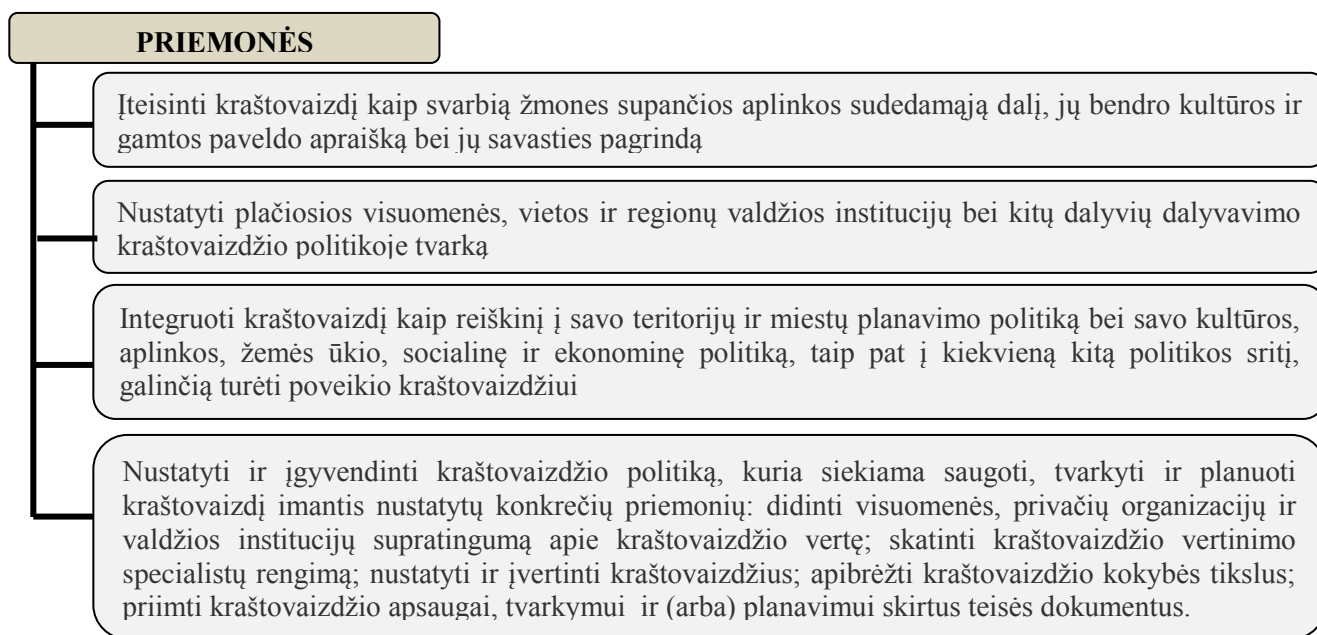 PRIEMONĖS
Įteisinti kraštovaizdį kaip svarbią žmones supančios aplinkos sudedamąją dalį, jų bendro kultūros ir
gamtos paveldo apraišką bei jų savasties pagrindą
Nustatyti plačiosios visuomenės, vietos ir regionų valdžios institucijų bei kitų dalyvių dalyvavimo
kraštovaizdžio politikoje tvarką
Integruoti kraštovaizdį kaip reiškinį į savo teritorijų ir miestų planavimo politiką bei savo kultūros,
aplinkos, žemės ūkio, socialinę ir ekonominę politiką, taip pat į kiekvieną kitą politikos sritį,
galinčią turėti poveikio kraštovaizdžiui
Nustatyti ir įgyvendinti kraštovaizdžio politiką, kuria siekiama saugoti, tvarkyti ir planuoti
kraštovaizdį imantis nustatytų konkrečių priemonių: didinti visuomenės, privačių organizacijų ir
valdžios institucijų supratingumą apie kraštovaizdžio vertę; skatinti kraštovaizdžio vertinimo
specialistų rengimą; nustatyti ir įvertinti kraštovaizdžius; apibrėžti kraštovaizdžio kokybės tikslus;
priimti kraštovaizdžio apsaugai, tvarkymui ir (arba) planavimui skirtus teisės dokumentus.